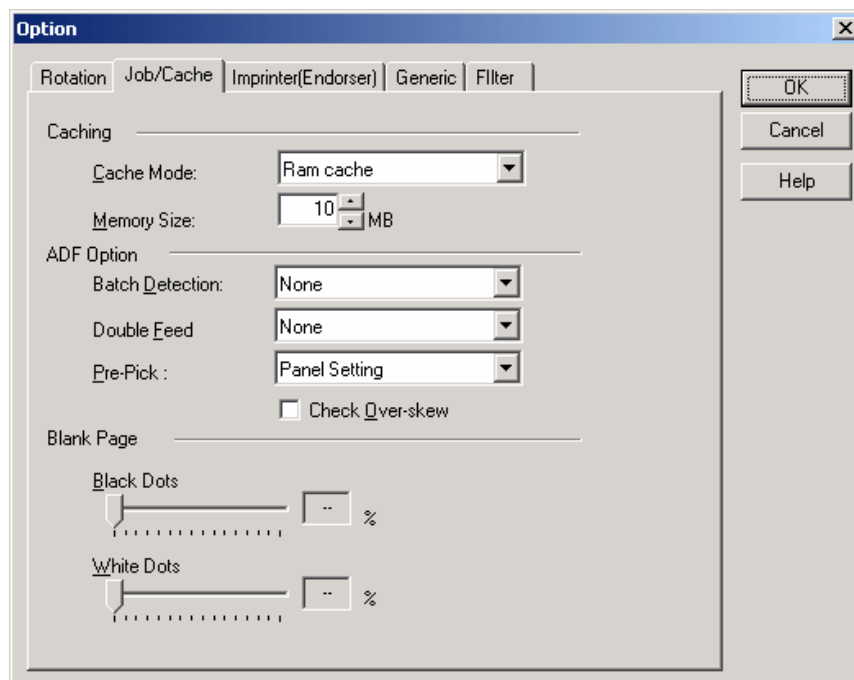 Option
Rotation Job/Cache Imprinter(Endorser) Generic FIlter
OK
Cancel
Help
Caching
Cache Mode: Ram cache
Memory Size: 10 MB
ADF Option
Batch Detection: None
Double Feed None
Pre-Pick : Panel Setting
Check Over-skew
Blank Page
Black Dots
-- %
White Dots
-- %